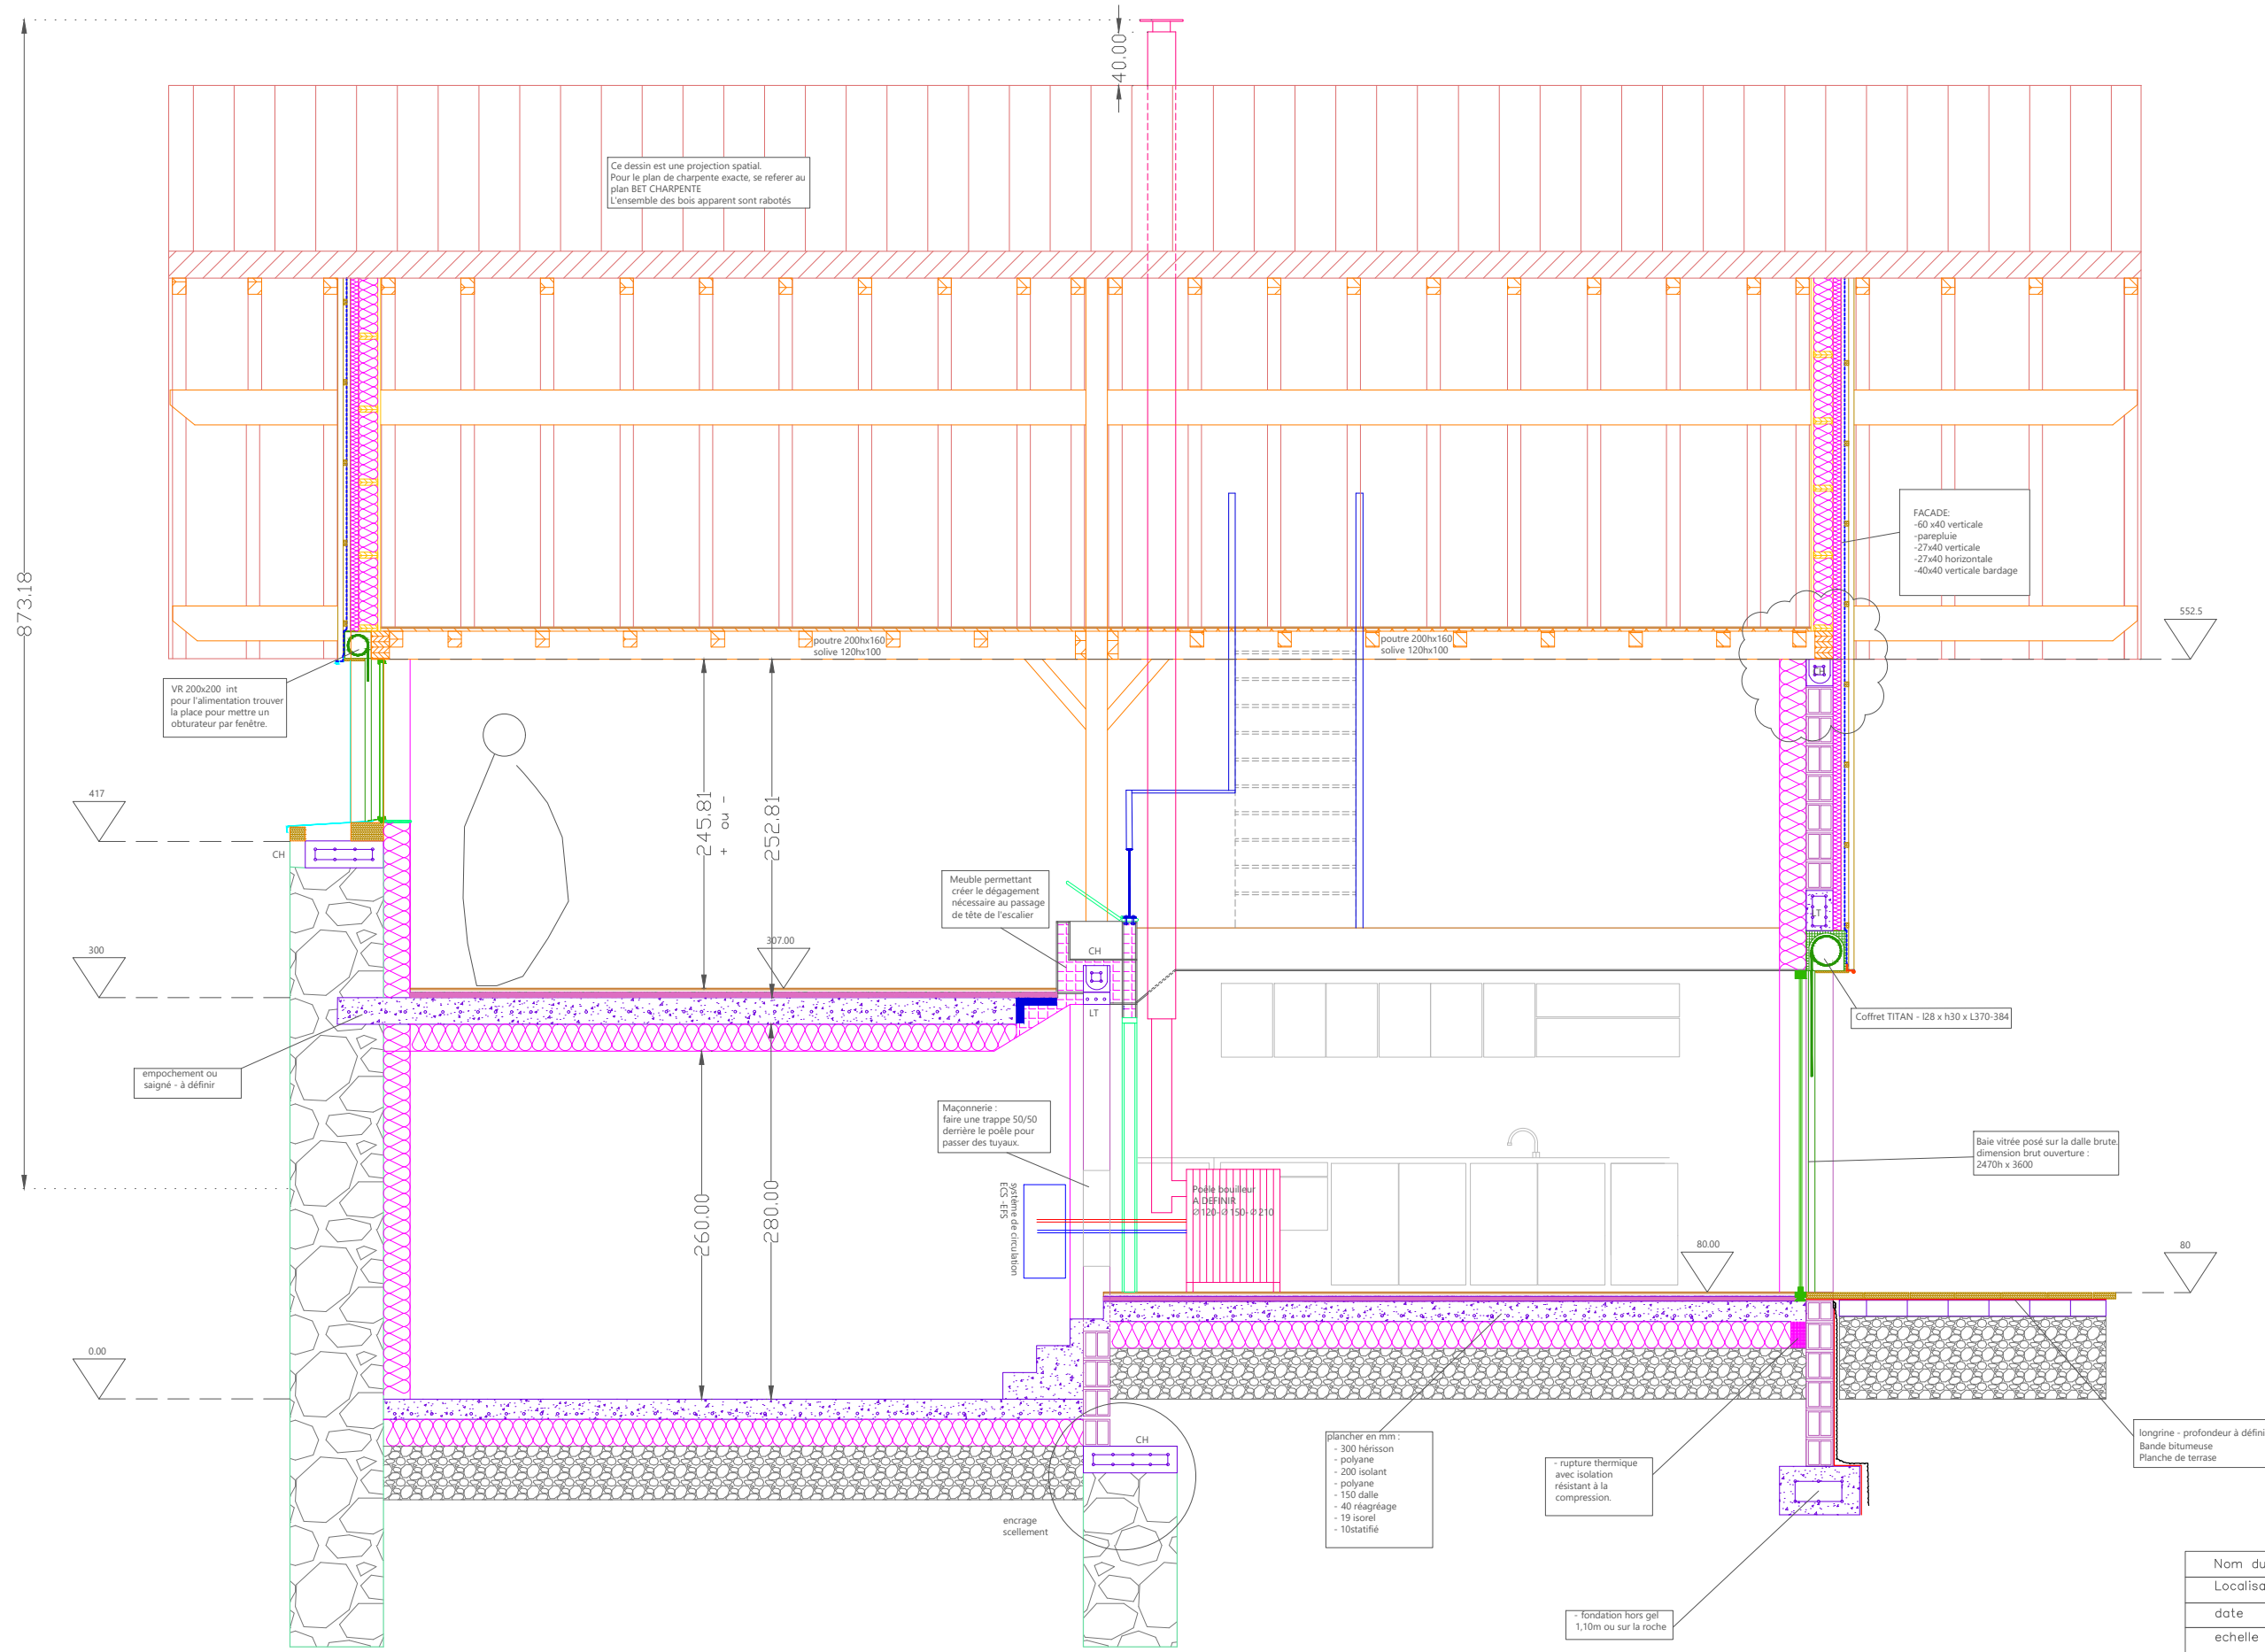 40.00
Ce dessin est une projection spatial.
Pour le plan de charpente exacte, se referer au
plan BET CHARPENTE
L'ensemble des bois apparent sont rabotés
873,18
FACADE:
-60 x40 verticale
-parepluie
-27x40 verticale
-27x40 horizontale
-40x40 verticale bardage
552.5
poutre 200hx160
solive 120hx100
poutre 200hx160
solive 120hx100
VR 200x200 int
pour l'alimentation trouver
la place pour mettre un
obturateur par fenêtre.
417
CH
245,81
+ ou -
252,81
Meuble permettant
créer le dégagement
nécessaire au passage
de tête de l'escalier
LT
300
307.00
CH
LT
Coffret TITAN - l28 x h30 x L370-384
empochement ou
saigné - à définir
Maçonnerie :
faire une trappe 50/50
derrière le poêle pour
passer des tuyaux.
Baie vitrée posé sur la dalle brute.
dimension brut ouverture :
2470h x 3600
260.00
280.00
système de circulation
ECS -EFS
Poêle bouilleur
A DEFINIR
Ø 120- Ø 150- Ø 210
80.00
80
0.00
CH
encrage
scellement
plancher en mm :
- 300 hérisson
- polyane
- 200 isolant
- polyane
- 150 dalle
- 40 réagréage
- 19 isorel
- 10statifié
- rupture thermique
avec isolation
résistant à la
compression.
longrine - profondeur à défini
Bande bitumeuse
Planche de terrase
- fondation hors gel
1,10m ou sur la roche
Nom du
Localisa
date
echelle